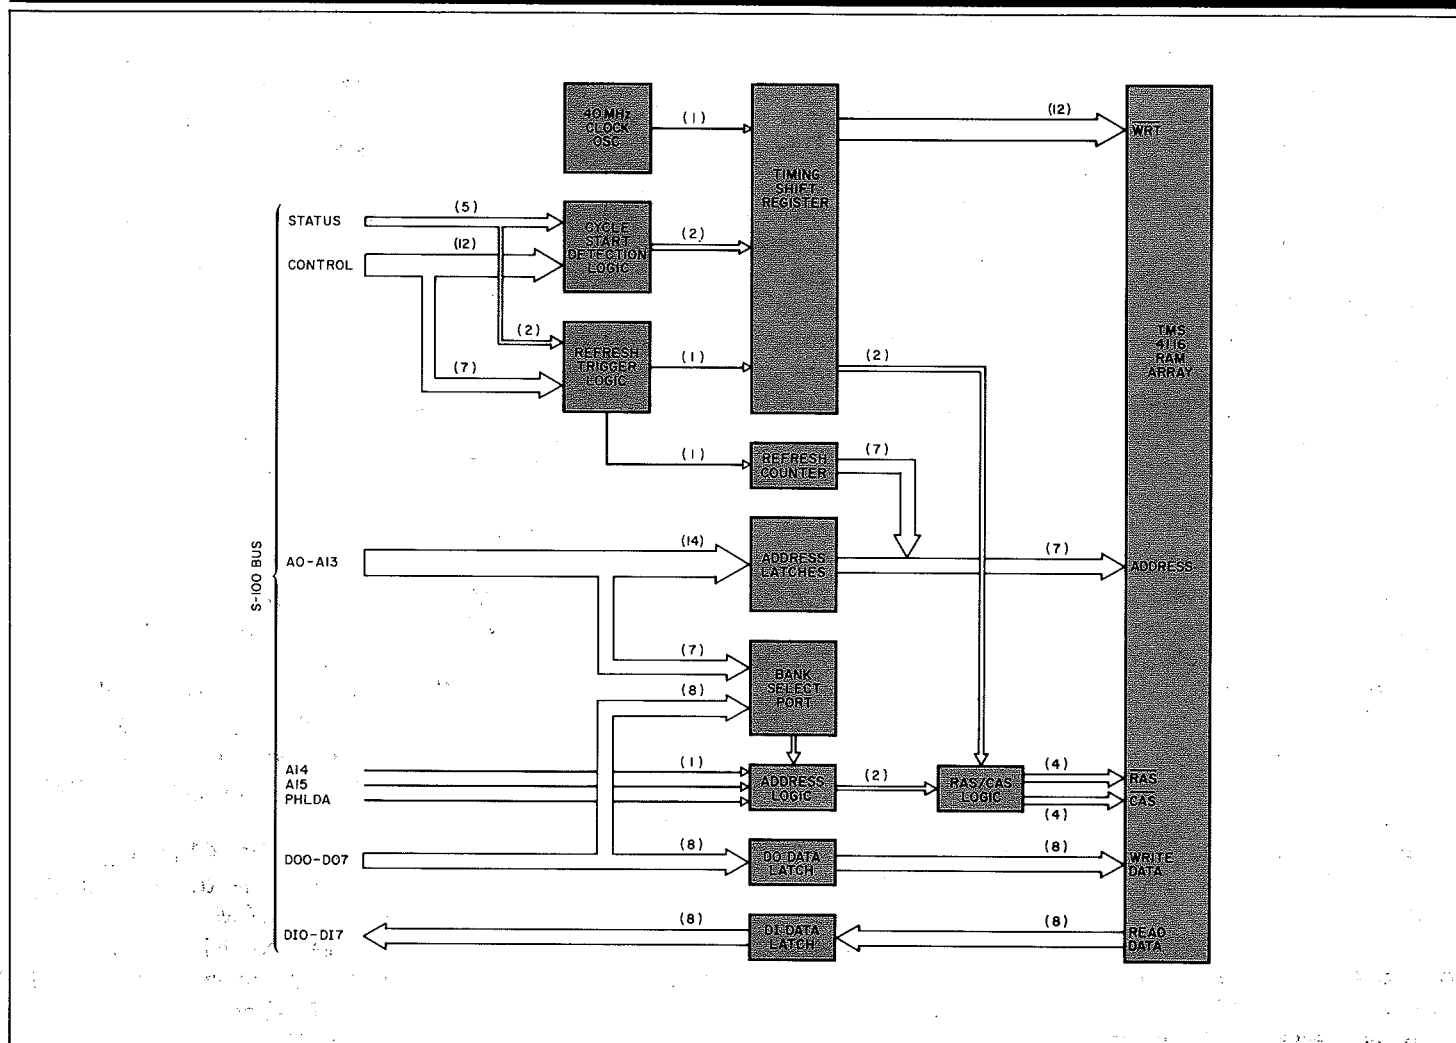 40 MHz
CLOCK
OSC
(1)
TIMING
SHIFT
REGISTER
(12)
WRT
TMS
4116
RAM
ARRAY
S-100 BUS
STATUS
(5)
CONTROL
(12)
CYCLE
START
DETECTION
LOGIC
(2)
(2)
(7)
REFRESH
TRIGGER
LOGIC
(1)
(2)
(1)
REFRESH
COUNTER
(7)
A0-A13
(14)
ADDRESS
LATCHES
(7)
ADDRESS
(7)
(8)
BANK
SELECT
PORT
A14
A15
PHLDA
(1)
ADDRESS
LOGIC
(2)
RAS/CAS
LOGIC
(4)
RAS
CAS
(4)
DO0-DO7
(8)
DO DATA
LATCH
(8)
WRITE
DATA
DI0-DI7
(8)
DI DATA
LATCH
(8)
READ
DATA